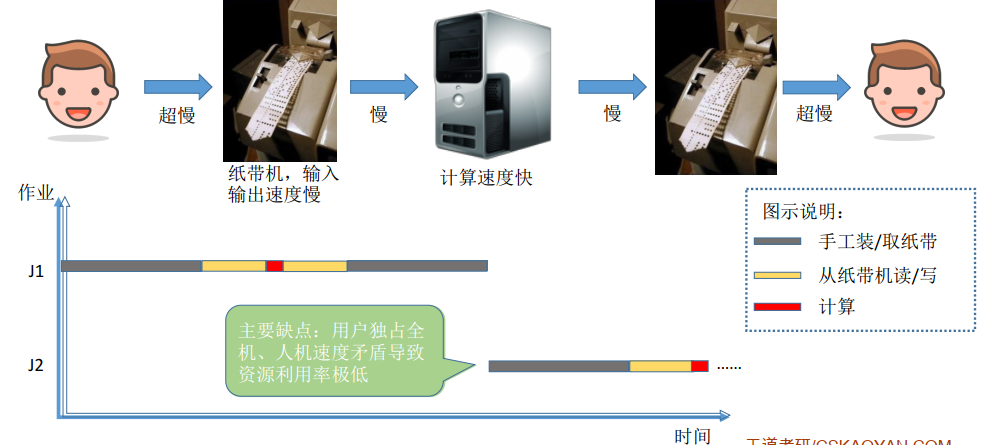 超慢
慢
慢
超慢
纸带机，输入
输出速度慢
计算速度快
作业
图示说明：
手工装/取纸带
从纸带机读/写
计算
J1
主要缺点：用户独占全
机、人机速度矛盾导致
资源利用率极低
J2
……
时间
王道考研/CSKAOYAN.COM